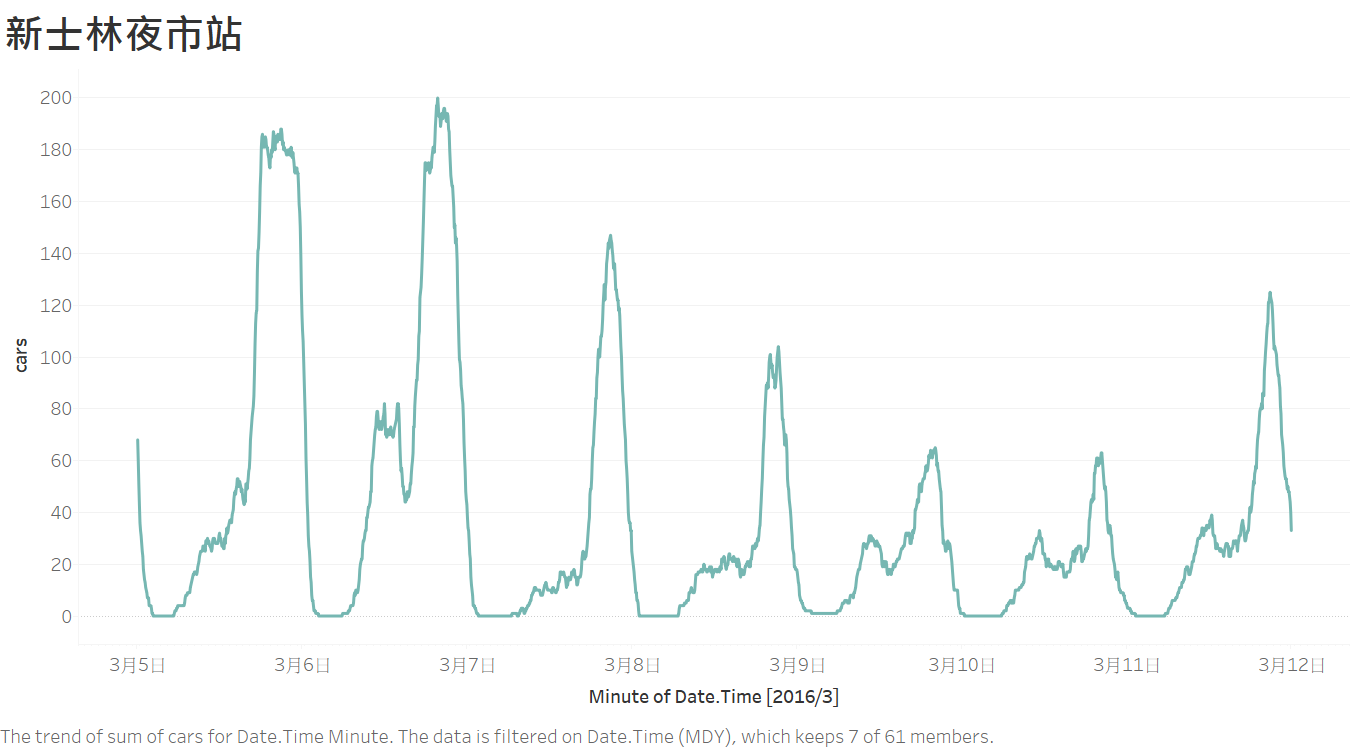 新士林夜市站
200
180
160
140
120
100
80
60
40
20
0
cars
3月5日 3月6日 3月7日 3月8日 3月9日 3月10日 3月11日 3月12日
Minute of Date.Time [2016/3]
The trend of sum of cars for Date.Time Minute. The data is filtered on Date.Time (MDY), which keeps 7 of 61 members.